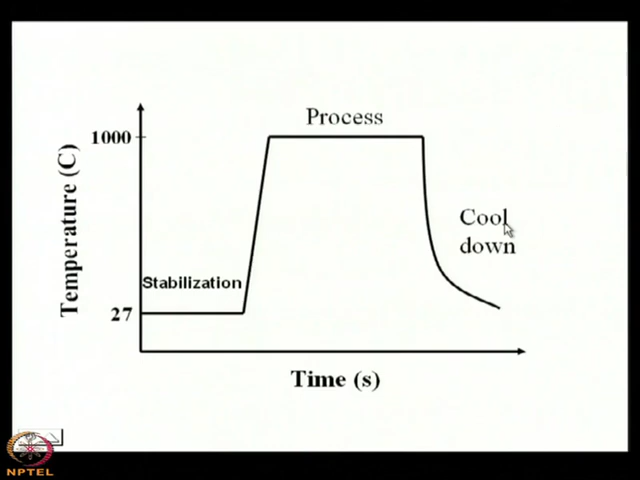 Process
1000
Temperature (C)
Cool
down
Stabilization
27
Time (s)
NPTEL